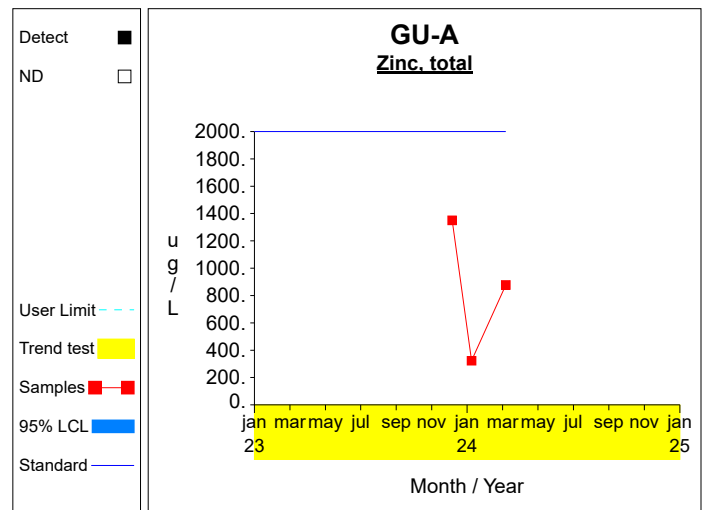 Detect
ND
User Limit
Trend test
Samples
95% LCL
Standard
GU-A
Zinc, total
ug/L
2000.
1800.
1600.
1400.
1200.
1000.
800.
600.
400.
200.
0.
jan mar may jul sep nov jan mar may jul sep nov jan
23 24 25
Month / Year